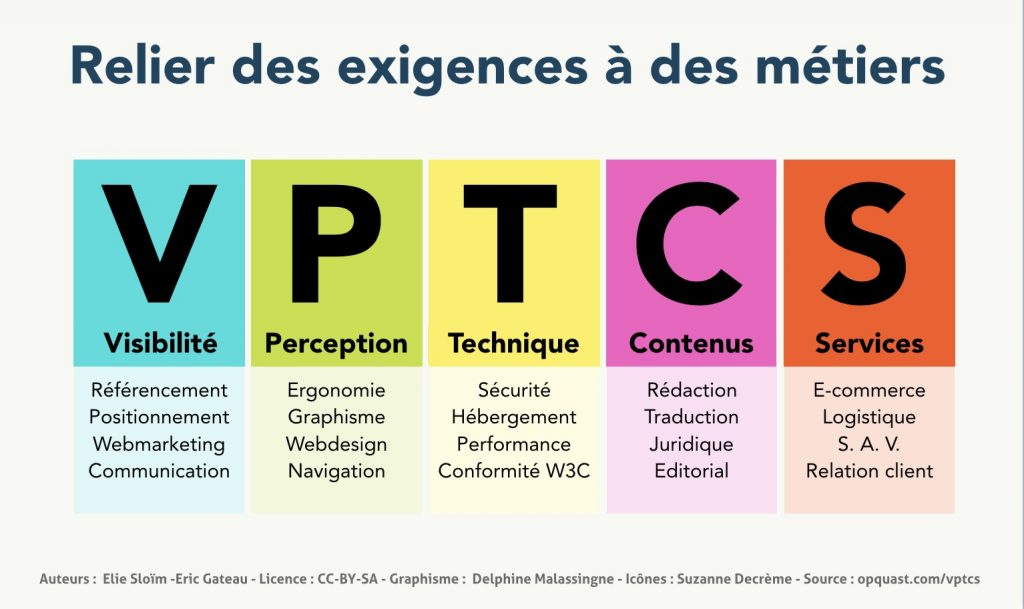 Relier des exigences à des métiers
V
Visibilité
Référencement
Positionnement
Webmarketing
Communication
P
Perception
Ergonomie
Graphisme
Webdesign
Navigation
T
Technique
Sécurité
Hébergement
Performance
Conformité W3C
C
Contenus
Rédaction
Traduction
Juridique
Editorial
S
Services
E-commerce
Logistique
S. A. V.
Relation client
Auteurs : Elie Sloïm -Eric Gateau - Licence : CC-BY-SA - Graphisme : Delphine Malassingne - Icônes : Suzanne Decrème - Source : opquast.com/vptcs